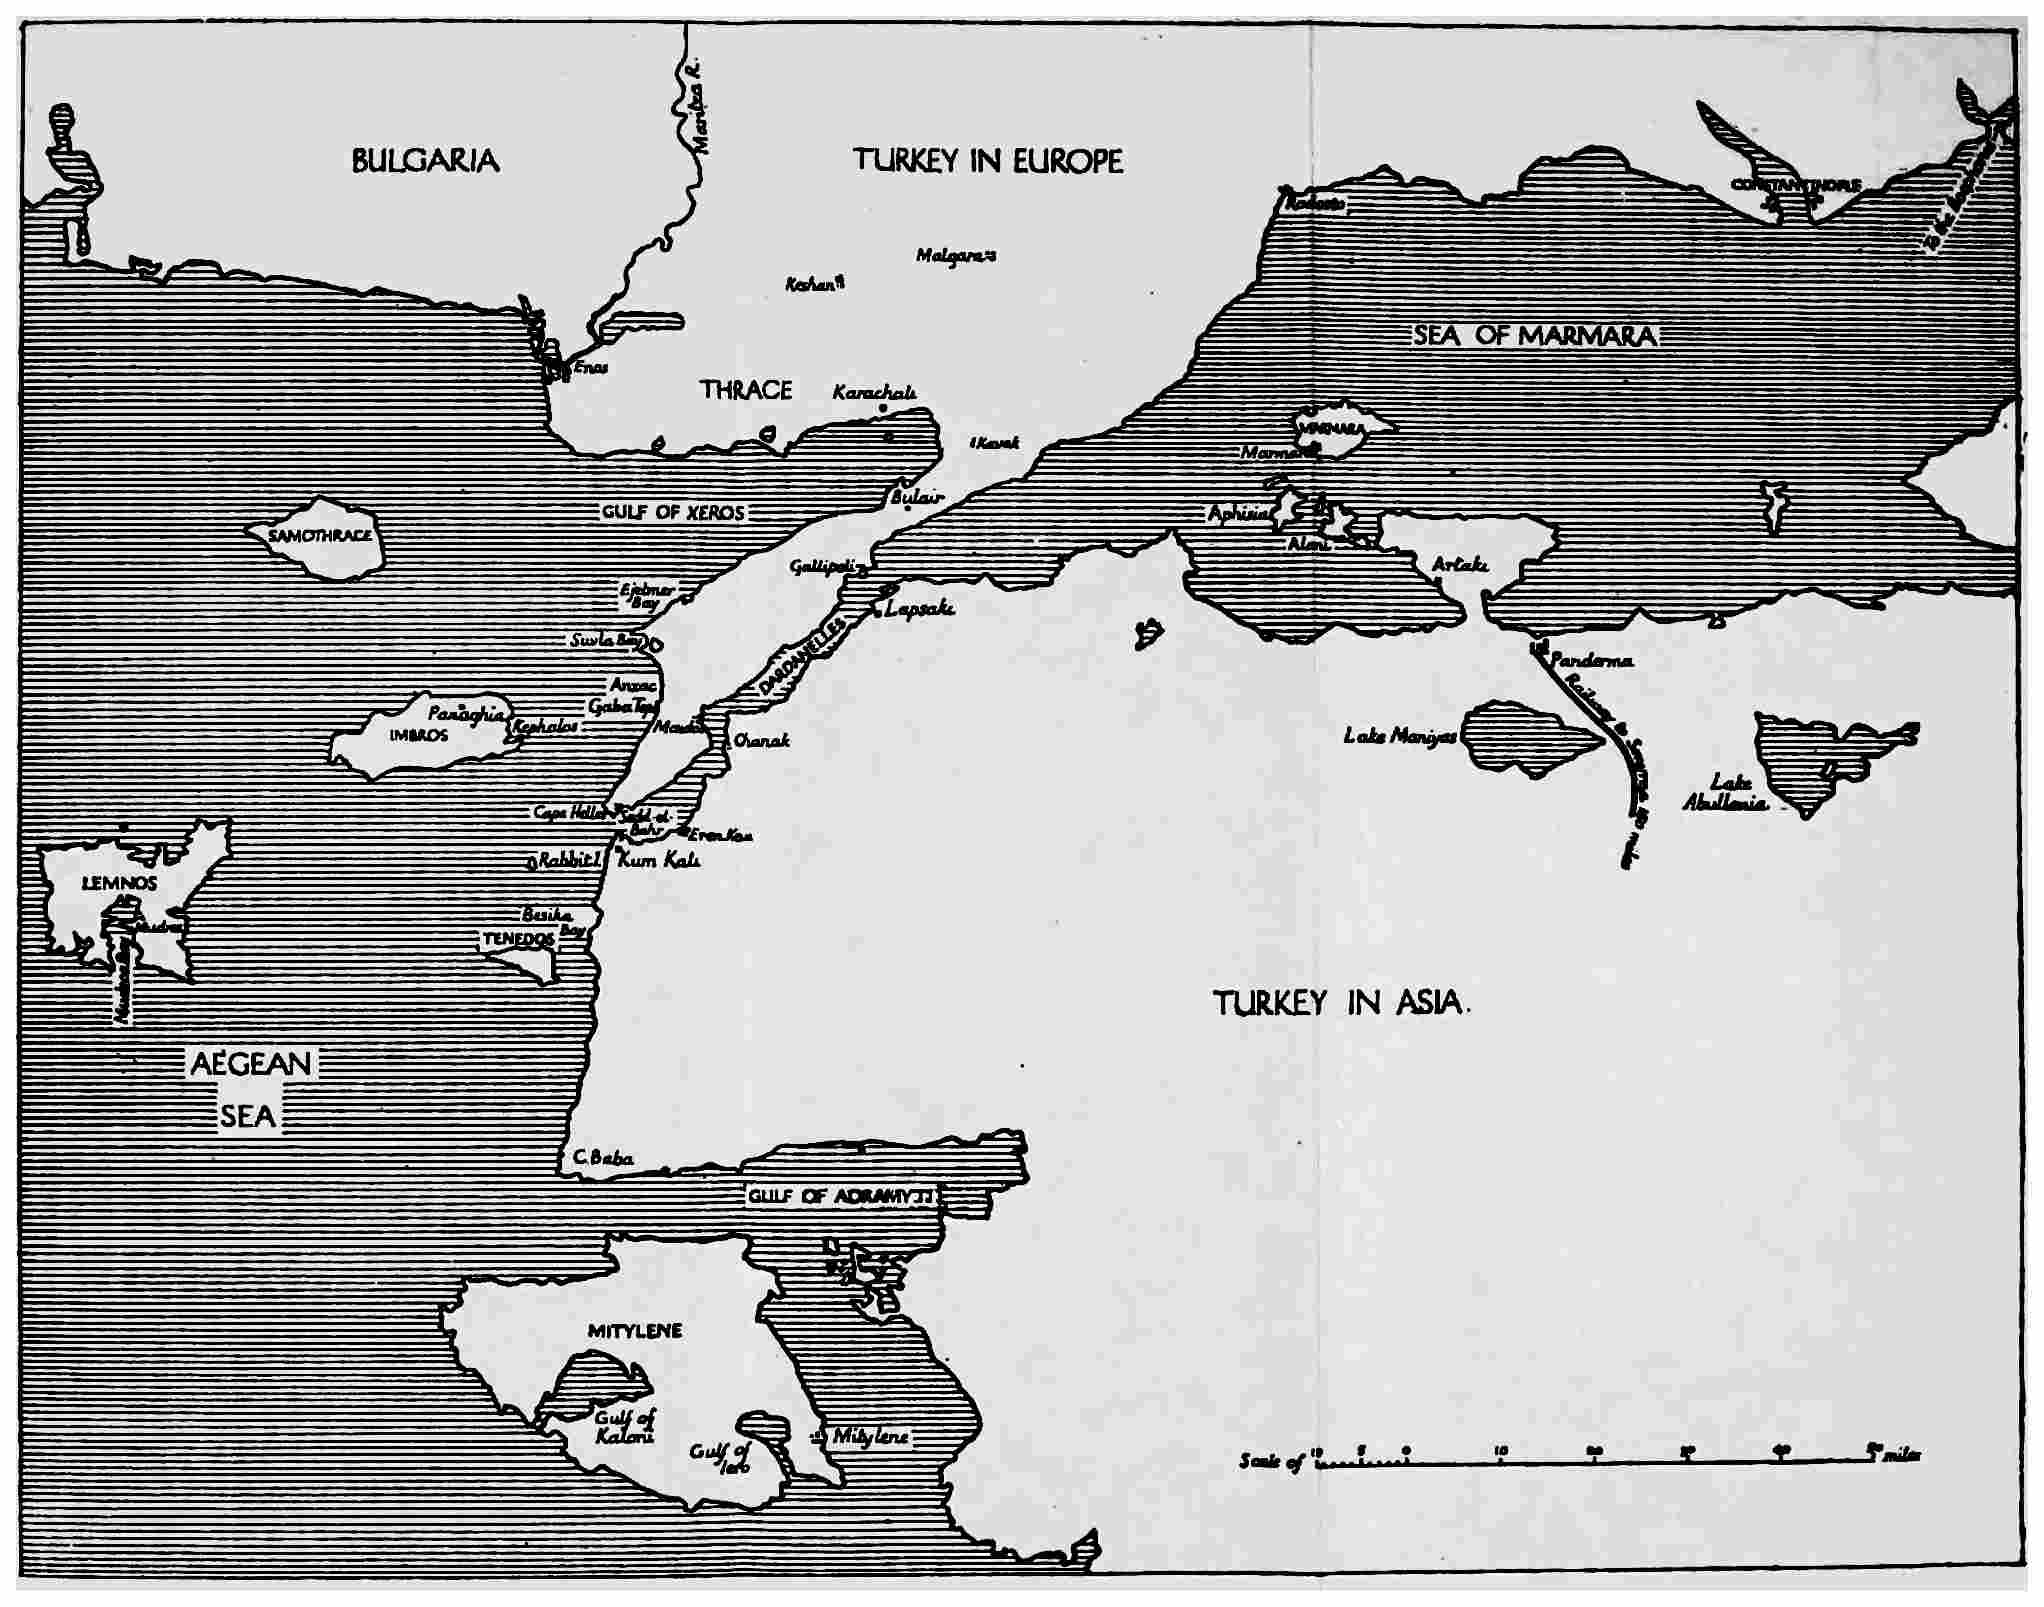 Maritza R.
BULGARIA
TURKEY IN EUROPE
CONSTANTINOPLE
To the Bosphorus
Rodosto
Malgara
Keshan
SEA OF MARMARA
Enos
THRACE
Karachali
Kavak
MARMARA
Marmara
Bulair
GULF OF XEROS
Aphisia
SAMOTHRACE
Aloni
Artaki
Gallipoli
Ejelmer
Bay
Lapsaki
Suvla Bay
DARDANELLES
Panderma
Railway to Smyrna
miles
Anzac
Gaba Tepe
Panaghia
Kephalos
IMBROS
Maidos
Chanak
Lake Maniyas
Lake
Abullonia
Cape Helles
Sedd-el-
Bahr
Eren Keui
Rabbit I.
Kum Kali
LEMNOS
Mudros
Mudros Bay
Besika
Bay
TENEDOS
TURKEY IN ASIA.
AEGEAN
SEA
C. Baba
GULF OF ADRAMYTI
MITYLENE
Gulf of
Kaloni
Gulf of
Iero
Mitylene
Scale of 10 5 0 10 20 30 40 50 miles